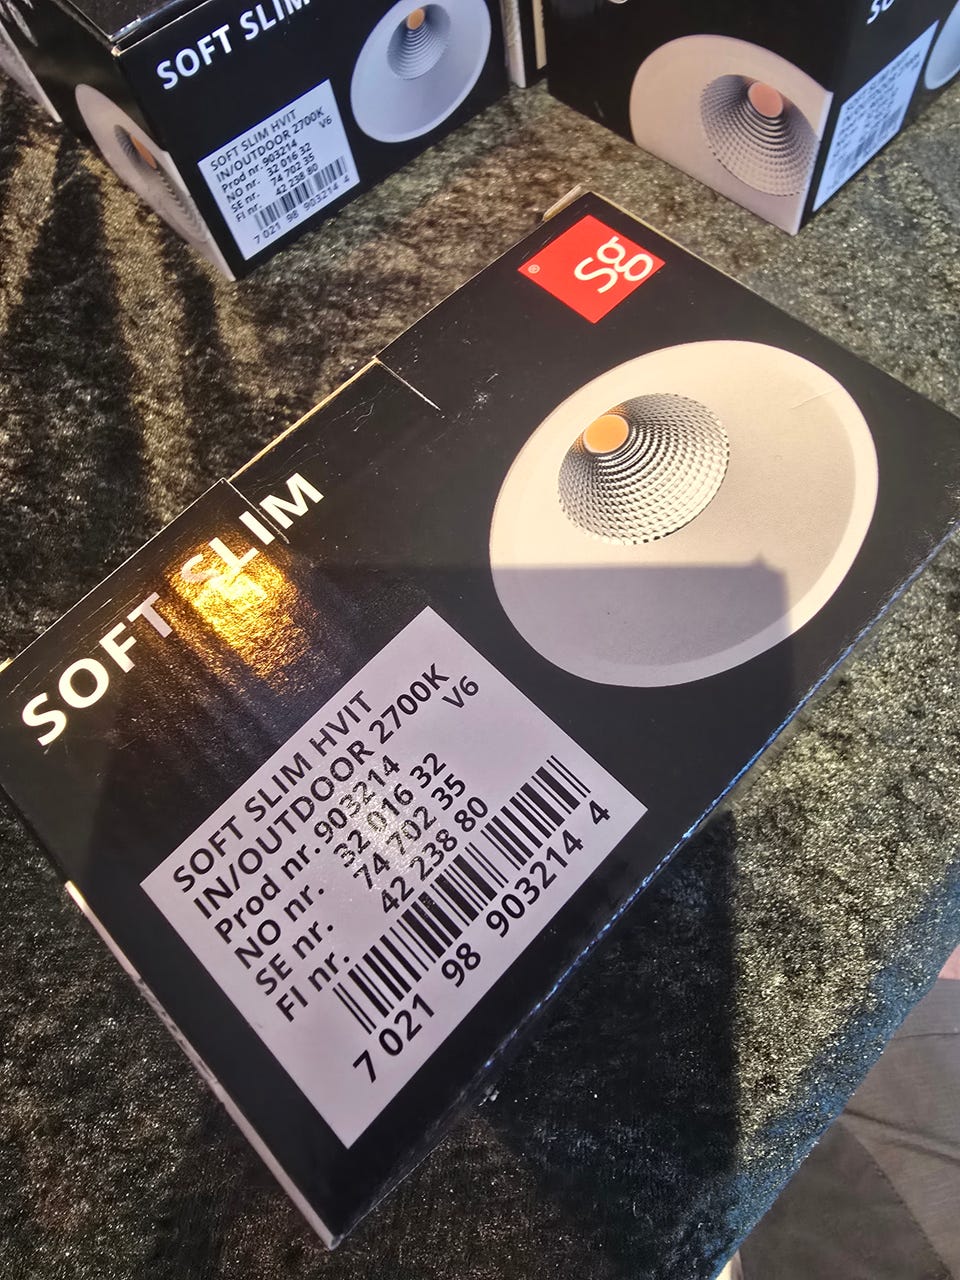 SOFT SLIM
SOFT SLIM HVIT
IN/OUTDOOR 2700K
V6
Prod nr. 903214
NO nr. 32 016 32
SE nr. 74 702 35
FI nr. 42 238 80
7 021 98 903214 4
Sg
®
SOFT SLIM
SOFT SLIM HVIT
IN/OUTDOOR 2700K
V6
Prod nr. 903214
NO nr. 32 016 32
SE nr. 74 702 35
FI nr. 42 238 80
7 021 98 903214 4